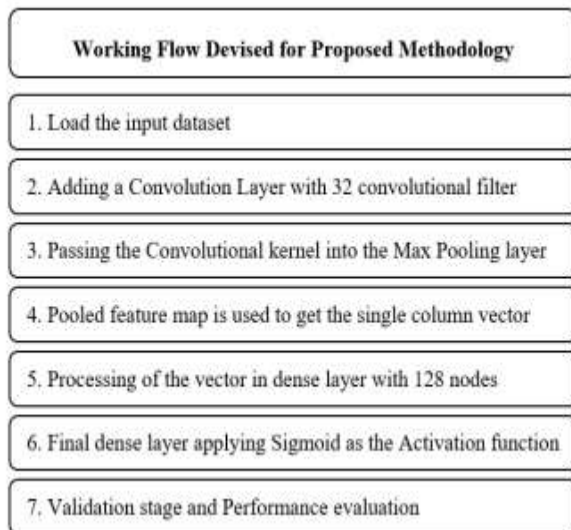 Working Flow Devised for Proposed Methodology
1. Load the input dataset
2. Adding a Convolution Layer with 32 convolutional filter
3. Passing the Convolutional kernel into the Max Pooling layer
4. Pooled feature map is used to get the single column vector
5. Processing of the vector in dense layer with 128 nodes
6. Final dense layer applying Sigmoid as the Activation function
7. Validation stage and Performance evaluation